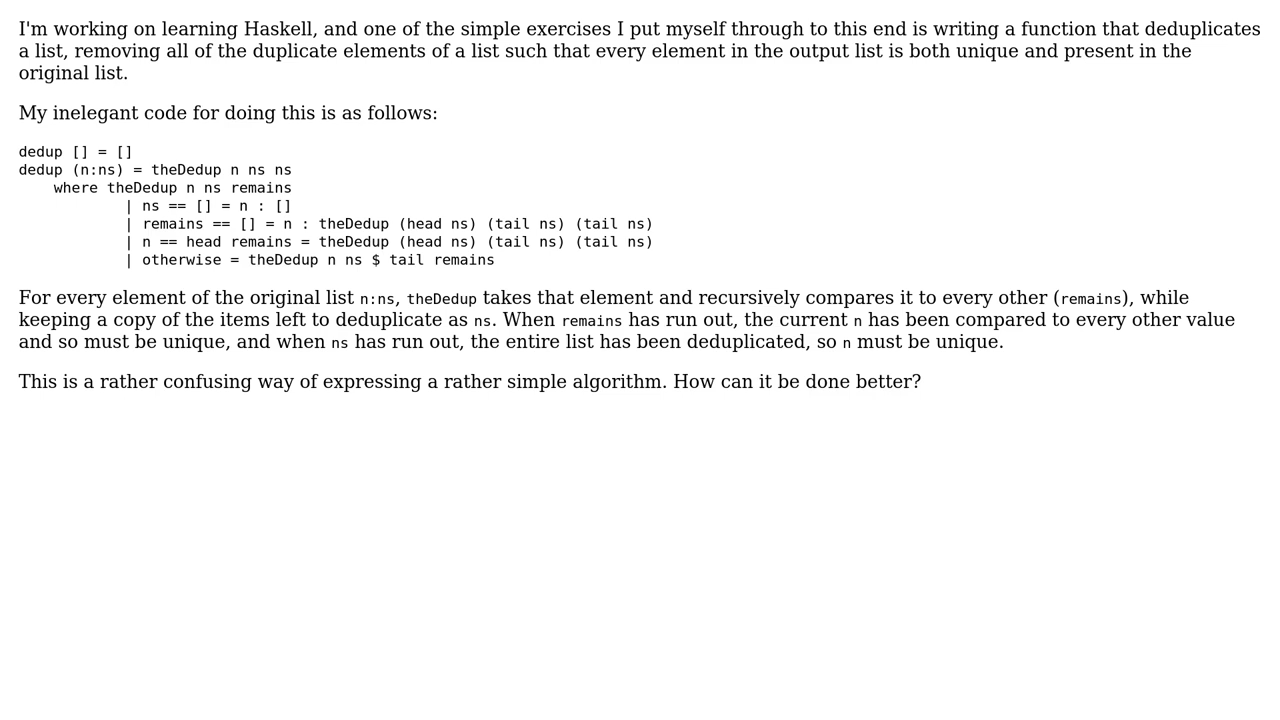 I'm working on learning Haskell, and one of the simple exercises I put myself through to this end is writing a function that deduplicates
a list, removing all of the duplicate elements of a list such that every element in the output list is both unique and present in the
original list.
My inelegant code for doing this is as follows:
dedup [] = []
dedup (n:ns) = theDedup n ns ns
    where theDedup n ns remains
            | ns == [] = n : []
            | remains == [] = n : theDedup (head ns) (tail ns) (tail ns)
            | n == head remains = theDedup (head ns) (tail ns) (tail ns)
            | otherwise = theDedup n ns $ tail remains
For every element of the original list n:ns, theDedup takes that element and recursively compares it to every other (remains), while
keeping a copy of the items left to deduplicate as ns. When remains has run out, the current n has been compared to every other value
and so must be unique, and when ns has run out, the entire list has been deduplicated, so n must be unique.
This is a rather confusing way of expressing a rather simple algorithm. How can it be done better?